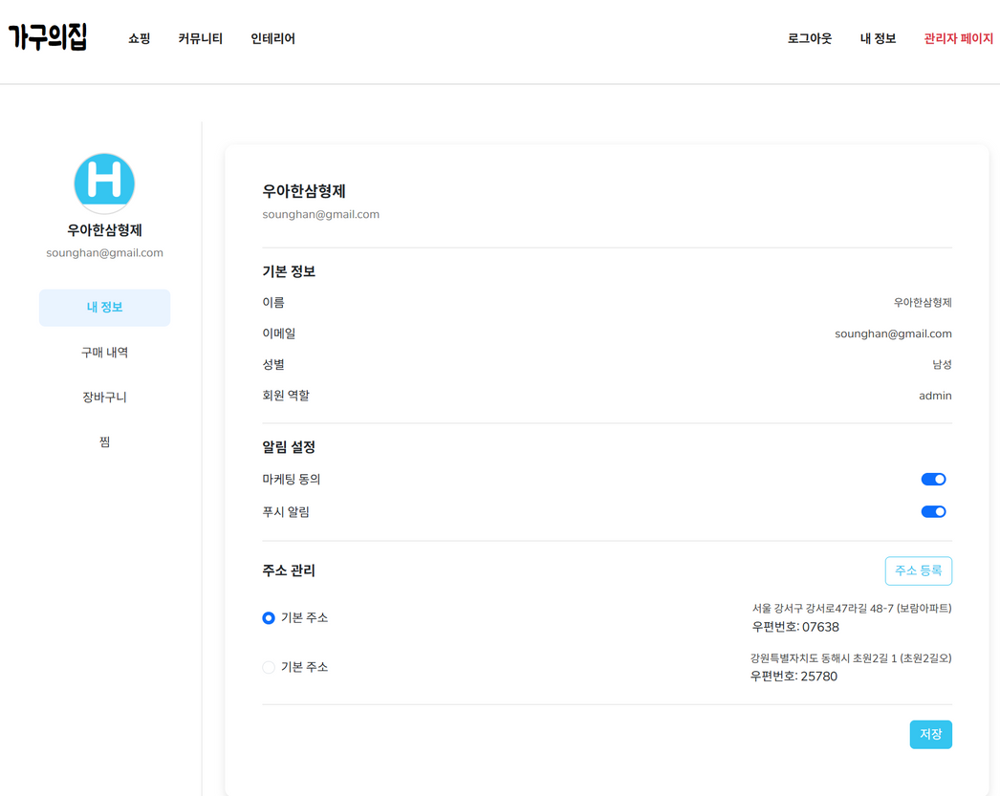 가구의집
쇼핑 커뮤니티 인테리어
로그아웃 내 정보 관리자 페이지
H
우아한삼형제
sounghan@gmail.com
내 정보
구매 내역
장바구니
찜
우아한삼형제
sounghan@gmail.com
기본 정보
이름 우아한삼형제
이메일 sounghan@gmail.com
성별 남성
회원 역할 admin
알림 설정
마케팅 동의
푸시 알림
주소 관리 주소 등록
기본 주소
서울 강서구 강서로47라길 48-7 (보람아파트)
우편번호: 07638
기본 주소
강원특별자치도 동해시 초원2길 1 (초원2길오)
우편번호: 25780
저장